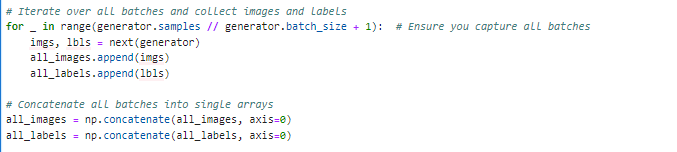 # Iterate over all batches and collect images and labels
for _ in range(generator.samples // generator.batch_size + 1):  # Ensure you capture all batches
    imgs, lbls = next(generator)
    all_images.append(imgs)
    all_labels.append(lbls)

# Concatenate all batches into single arrays
all_images = np.concatenate(all_images, axis=0)
all_labels = np.concatenate(all_labels, axis=0)